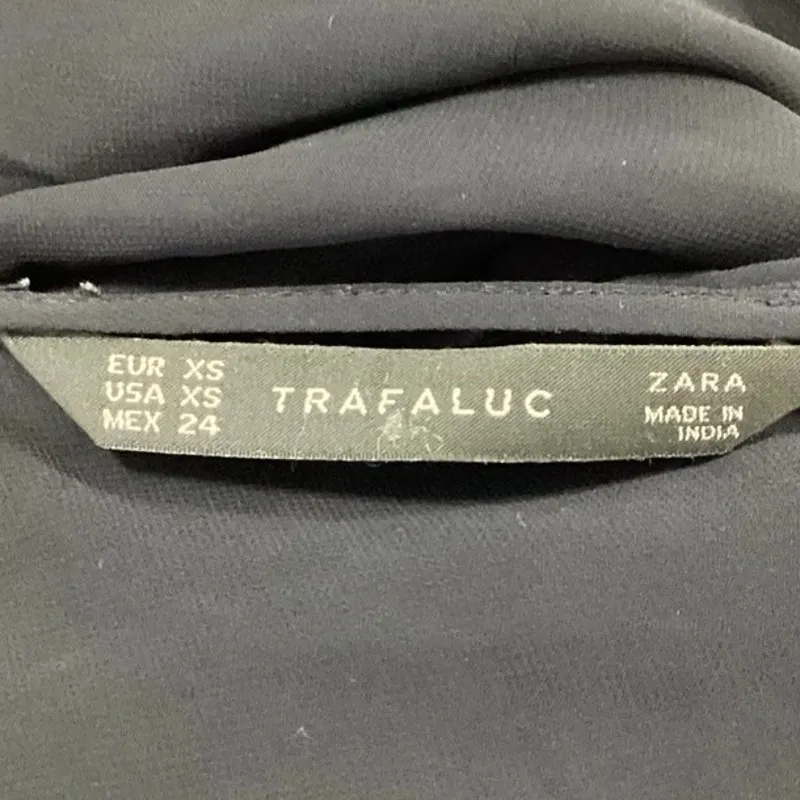 EUR XS
USA XS
MEX 24
TRAFALUC
ZARA
MADE IN
INDIA